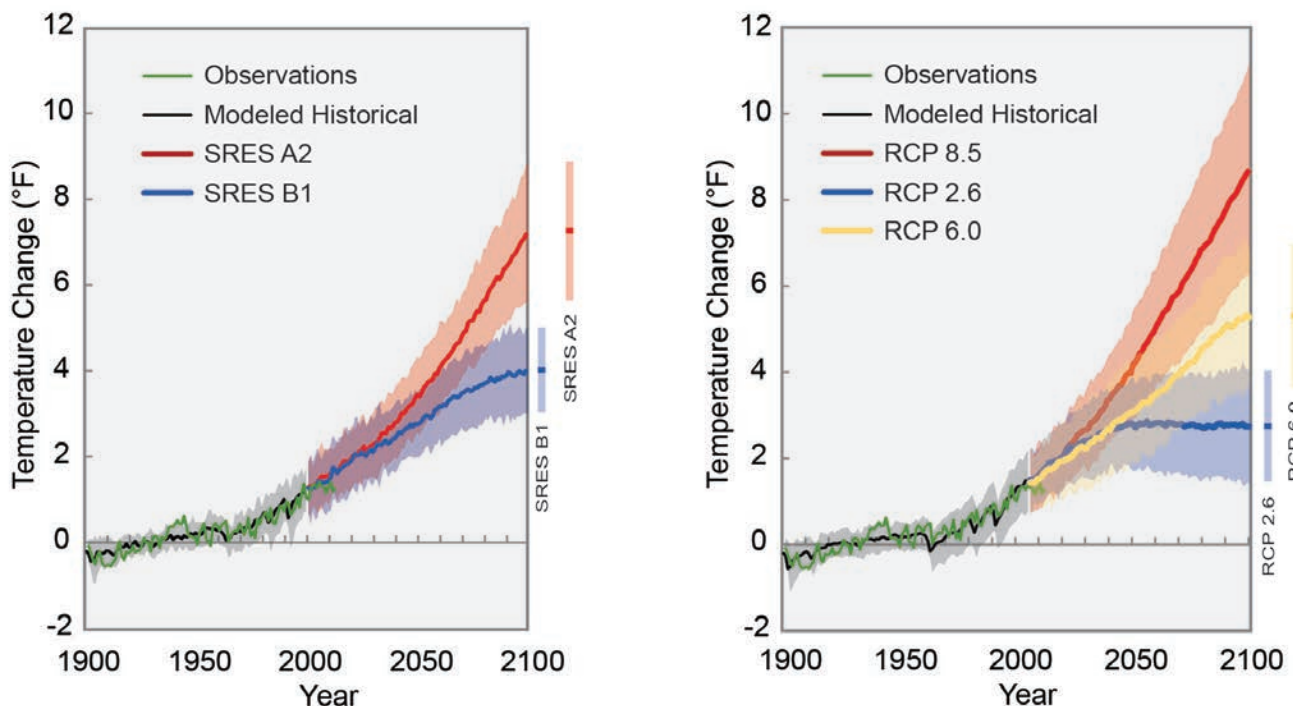 12
10
8
6
4
2
0
-2
Temperature Change (°F)
Observations
Modeled Historical
SRES A2
SRES B1
1900
1950
2000
2050
2100
Year
SRES B1
SRES A2
12
10
8
6
4
2
0
-2
Temperature Change (°F)
Observations
Modeled Historical
RCP 8.5
RCP 2.6
RCP 6.0
1900
1950
2000
2050
2100
Year
RCP 2.6
RCP 6.0